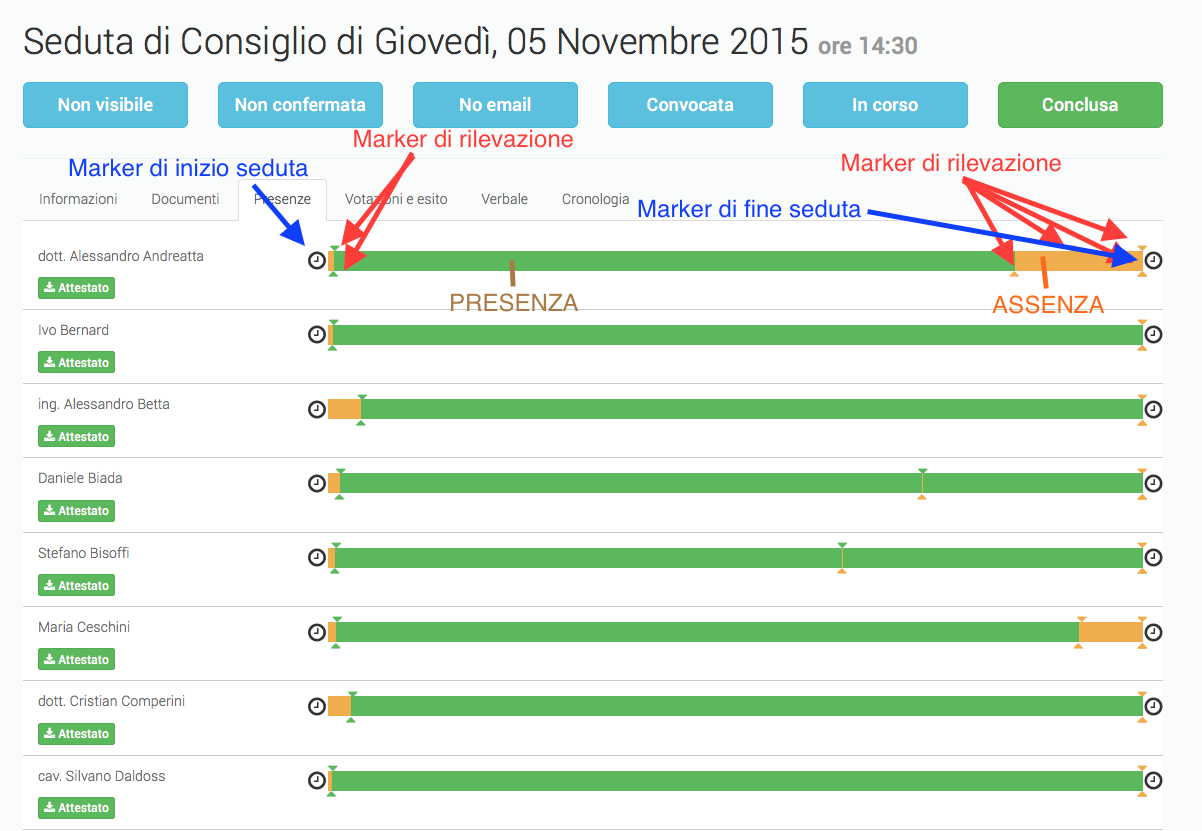 Seduta di Consiglio di Giovedì, 05 Novembre 2015 ore 14:30
Non visibile Non confermata No email Convocata In corso Conclusa
Marker di rilevazione
Marker di inizio seduta Marker di rilevazione
Informazioni Documenti Presenze Votazioni e esito Verbale Cronologia Marker di fine seduta
dott. Alessandro Andreatta
Attestato
PRESENZA ASSENZA
Ivo Bernard
Attestato
ing. Alessandro Betta
Attestato
Daniele Biada
Attestato
Stefano Bisoffi
Attestato
Maria Ceschini
Attestato
dott. Cristian Comperini
Attestato
cav. Silvano Daldoss
Attestato